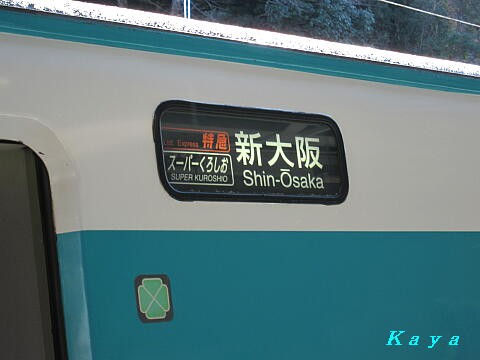 Ltd. Express 特急
スーパーくろしお
SUPER KUROSHIO
新大阪
Shin-Ōsaka
Kaya